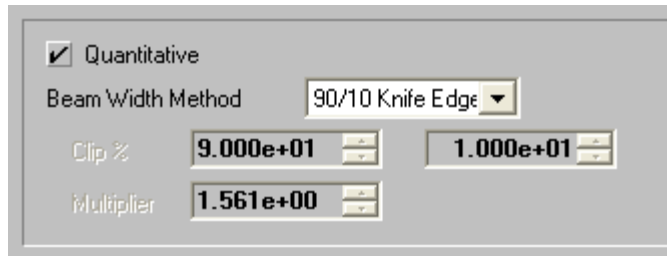 Quantitative
Beam Width Method 90/10 Knife Edge
Clip % 9.000e+01 1.000e+01
Multiplier 1.561e+00